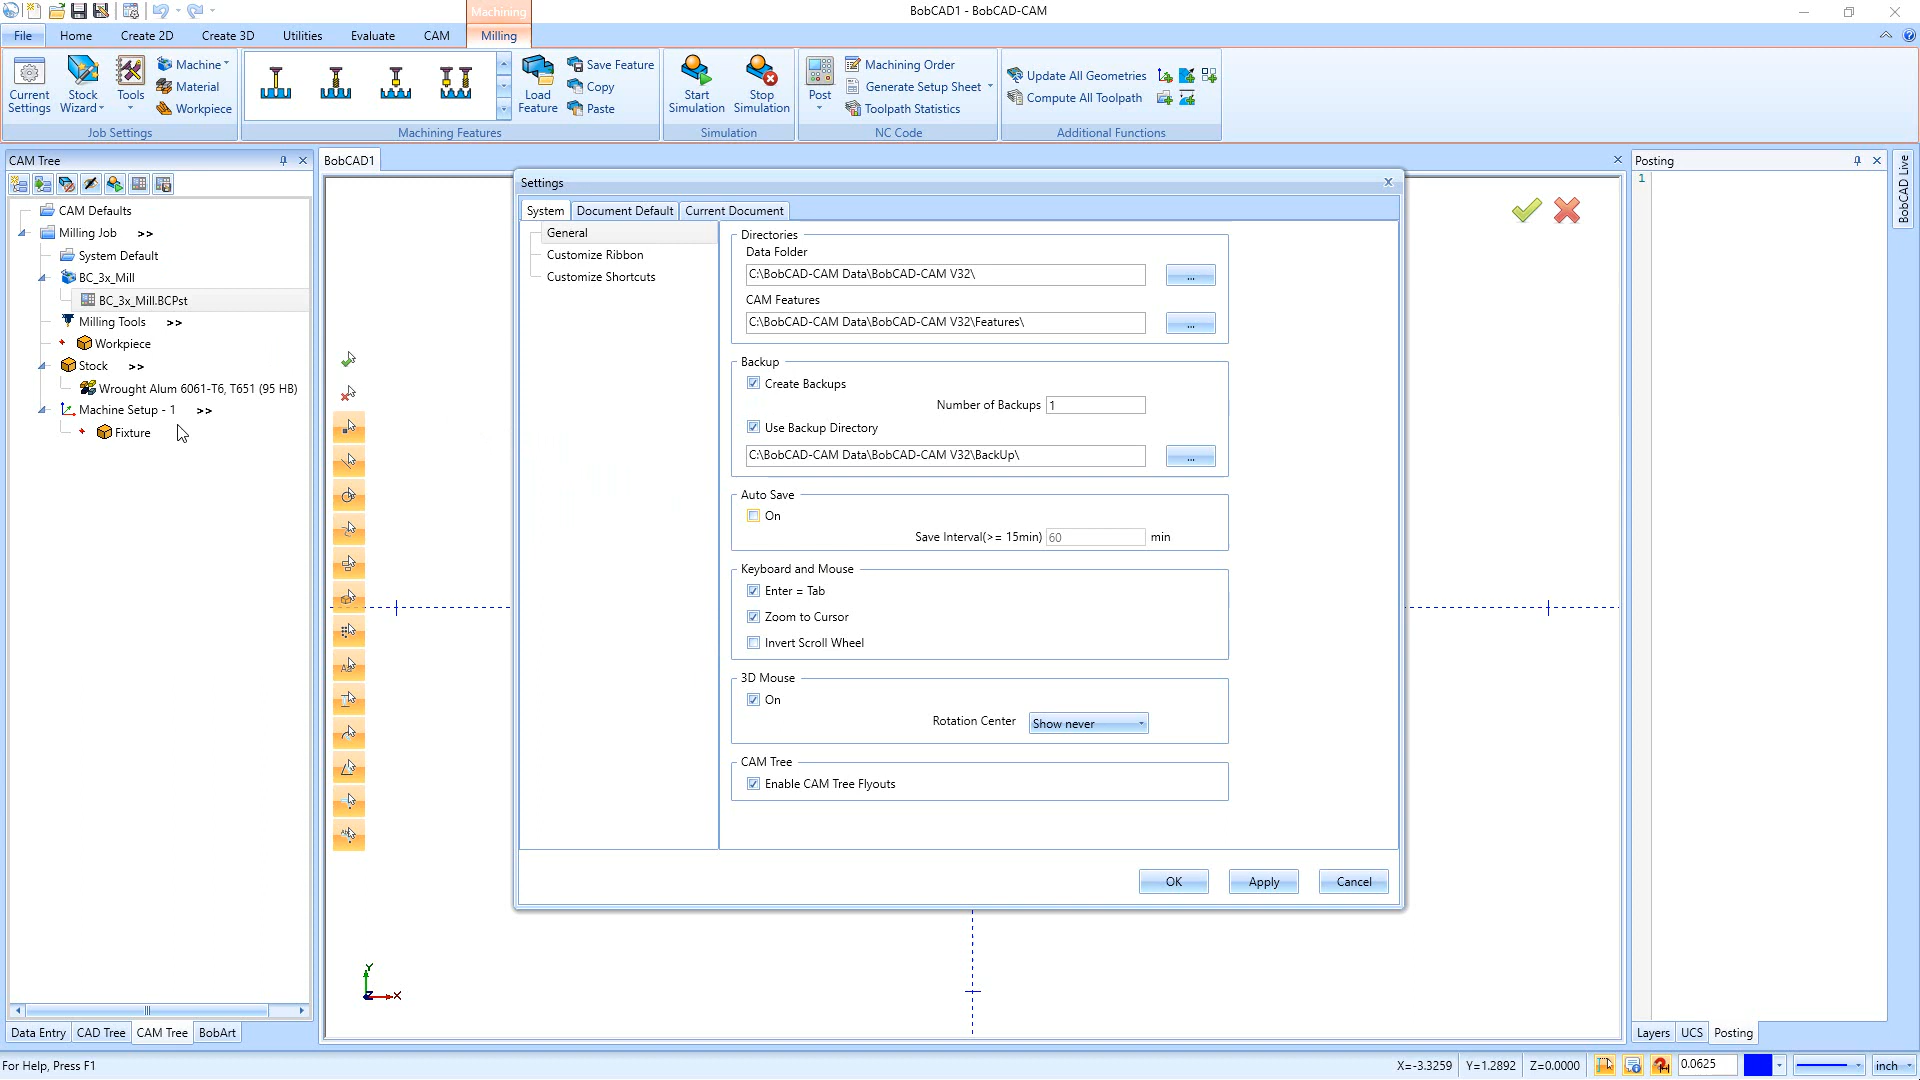 BobCAD1 - BobCAD-CAM
Machining
File Home Create 2D Create 3D Utilities Evaluate CAM Milling
Current Settings
Stock Wizard
Tools
Machine
Material
Workpiece
Job Settings
Load Feature
Save Feature
Copy
Paste
Machining Features
Start Simulation
Stop Simulation
Simulation
Post
Machining Order
Generate Setup Sheet
Toolpath Statistics
NC Code
Update All Geometries
Compute All Toolpath
Additional Functions
CAM Tree
CAM Defaults
Milling Job >>
System Default
BC_3x_Mill
BC_3x_Mill.BCPst
Milling Tools >>
Workpiece
Stock >>
Wrought Alum 6061-T6, T651 (95 HB)
Machine Setup - 1 >>
Fixture
Data Entry CAD Tree CAM Tree BobArt
BobCAD1
Settings
System Document Default Current Document
General
Customize Ribbon
Customize Shortcuts
Directories
Data Folder
C:\BobCAD-CAM Data\BobCAD-CAM V32\
...
CAM Features
C:\BobCAD-CAM Data\BobCAD-CAM V32\Features\
...
Backup
Create Backups
Number of Backups 1
Use Backup Directory
C:\BobCAD-CAM Data\BobCAD-CAM V32\BackUp\
...
Auto Save
On
Save Interval(>= 15min) 60 min
Keyboard and Mouse
Enter = Tab
Zoom to Cursor
Invert Scroll Wheel
3D Mouse
On
Rotation Center Show never
CAM Tree
Enable CAM Tree Flyouts
OK Apply Cancel
Y
Z X
Posting
1
BobCAD Live
Layers UCS Posting
For Help, Press F1
X=-3.3259 Y=1.2892 Z=0.0000 0.0625 inch